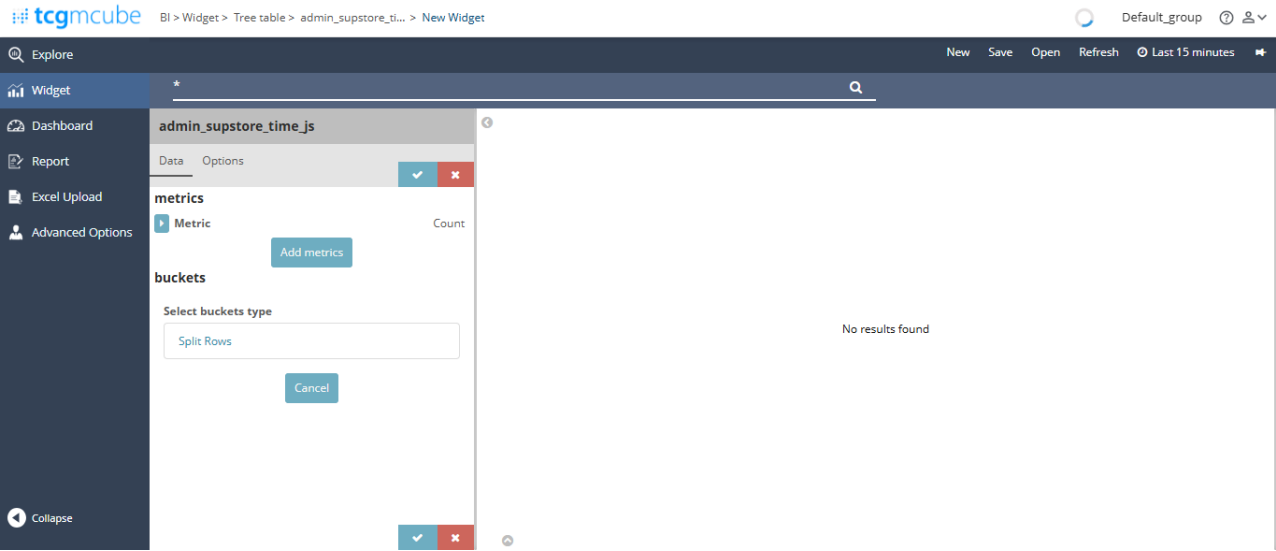 tcgmcube
BI > Widget > Tree table > admin_supstore_ti... > New Widget
Default_group
Explore
New Save Open Refresh Last 15 minutes
Widget
*
Dashboard
Report
Excel Upload
Advanced Options
Collapse
admin_supstore_time_js
Data Options
metrics
Metric Count
Add metrics
buckets
Select buckets type
Split Rows
Cancel
No results found